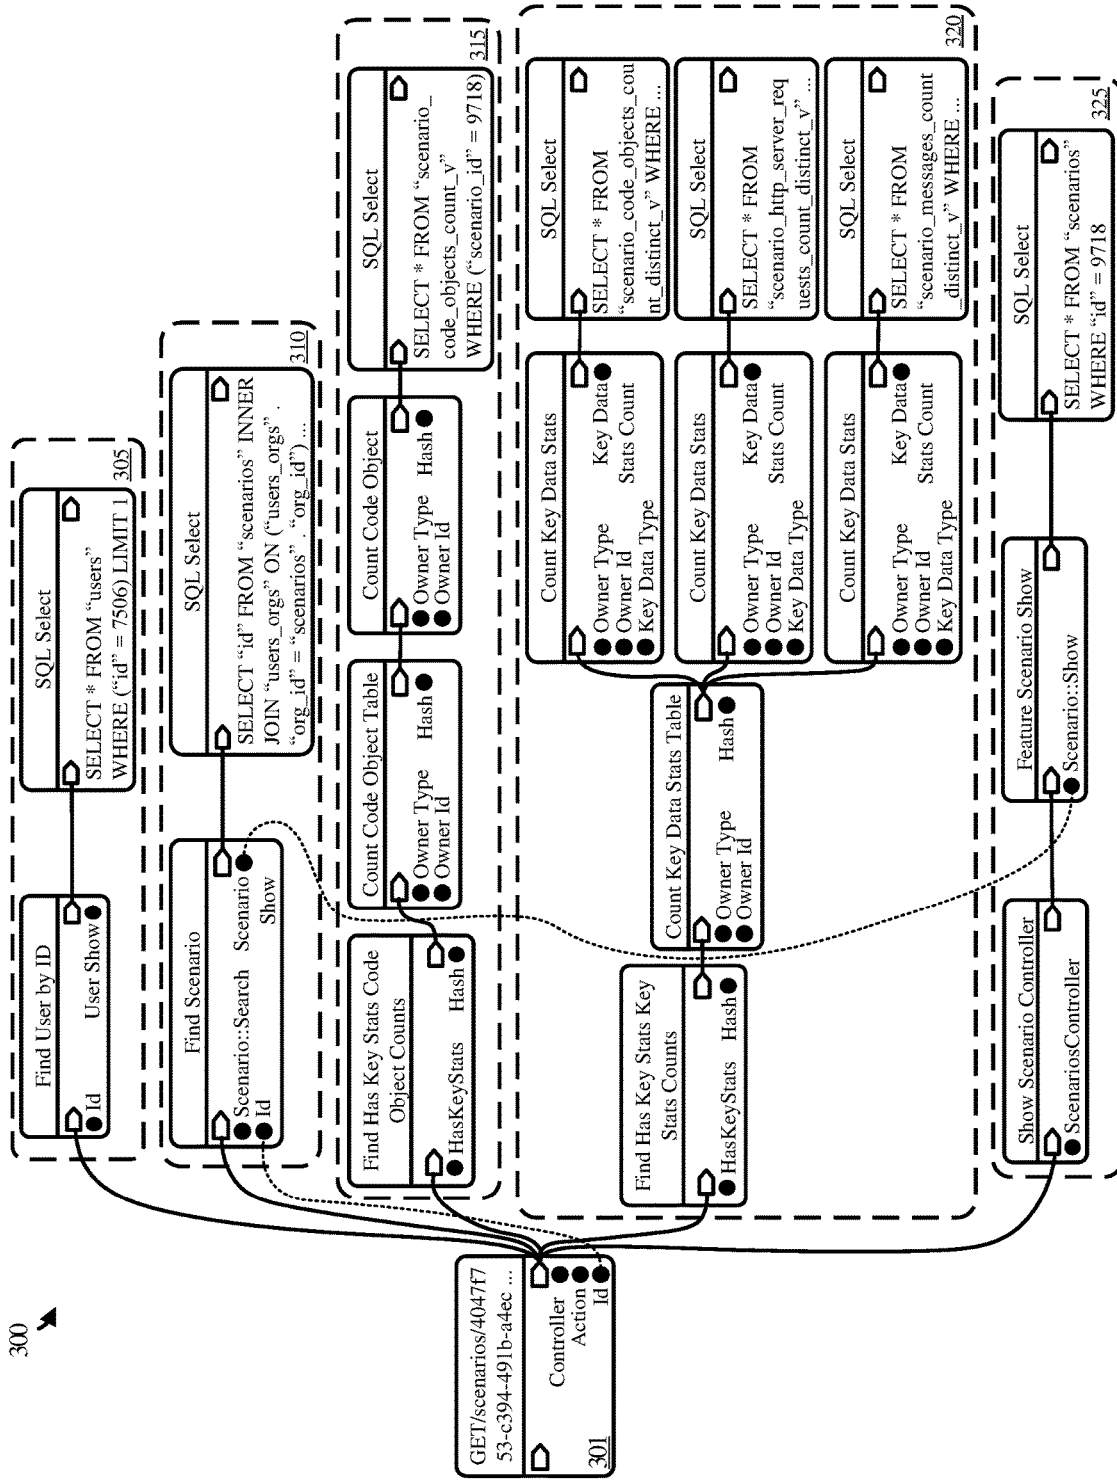 300
GET/scenarios/4047f7
53-c394-491b-a4ec ...
Controller
Action
Id
301
Find User by ID
Id
User Show
SQL Select
SELECT * FROM “users”
WHERE (“id” = 7506) LIMIT 1
305
Find Scenario
Scenario::Search
Scenario
Id
Show
SQL Select
SELECT “id” FROM “scenarios” INNER
JOIN “users_orgs” ON (“users_orgs” .
“org_id” = “scenarios” . “org_id”) ...
310
Find Has Key Stats Code
Object Counts
HasKeyStats
Hash
Count Code Object Table
Owner Type
Hash
Owner Id
Count Code Object
Owner Type
Hash
Owner Id
SQL Select
SELECT * FROM “scenario_
code_objects_count_v”
WHERE (“scenario_id” = 9718)
315
Find Has Key Stats Key
Stats Counts
HasKeyStats
Hash
Count Key Data Stats Table
Owner Type
Hash
Owner Id
Count Key Data Stats
Owner Type
Key Data
Owner Id
Stats Count
Key Data Type
SQL Select
SELECT * FROM
“scenario_code_objects_cou
nt_distinct_v” WHERE ...
Count Key Data Stats
Owner Type
Key Data
Owner Id
Stats Count
Key Data Type
SQL Select
SELECT * FROM
“scenario_http_server_req
uests_count_distinct_v” ...
Count Key Data Stats
Owner Type
Key Data
Owner Id
Stats Count
Key Data Type
SQL Select
SELECT * FROM
“scenario_messages_count
_distinct_v” WHERE ...
320
Show Scenario Controller
ScenariosController
Feature Scenario Show
Scenario::Show
SQL Select
SELECT * FROM “scenarios”
WHERE “id” = 9718
325